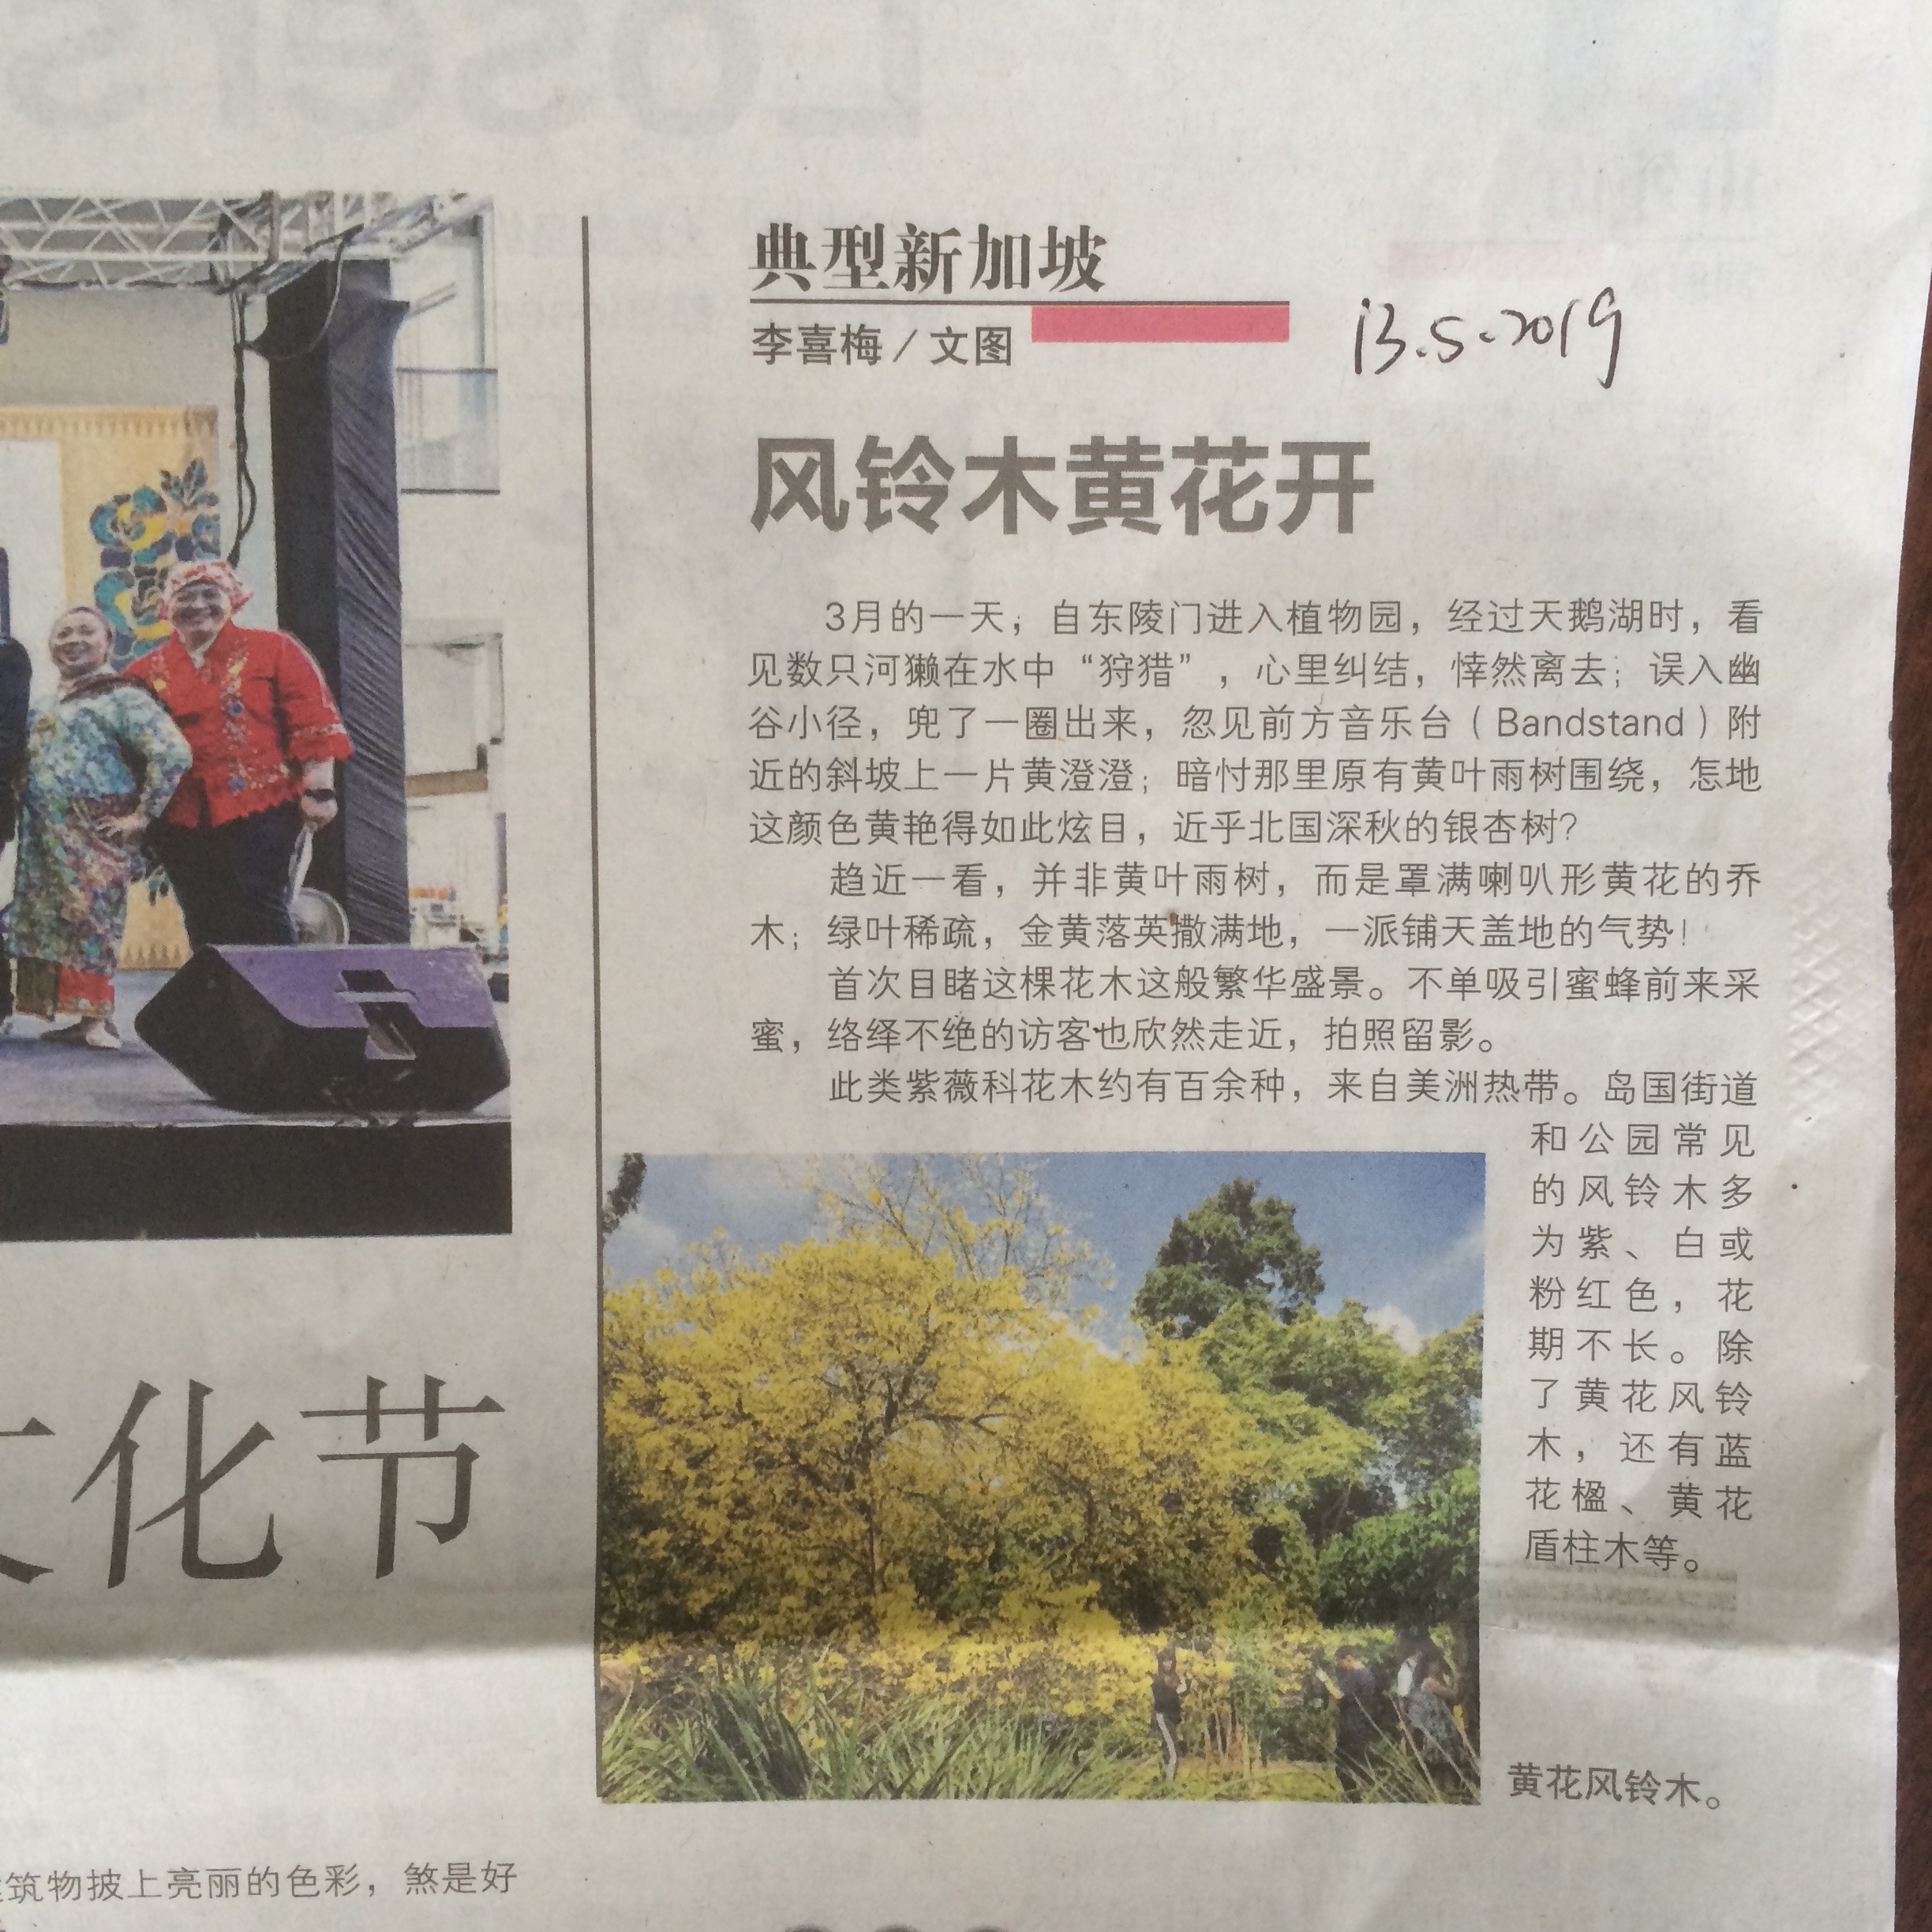 典型新加坡
李喜梅／文图
13.5.2019
风铃木黄花开
3月的一天，自东陵门进入植物园，经过天鹅湖时，看
见数只河獭在水中“狩猎”，心里纠结，悻然离去；误入幽
谷小径，兜了一圈出来，忽见前方音乐台（Bandstand）附
近的斜坡上一片黄澄澄；暗忖那里原有黄叶雨树围绕，怎地
这颜色黄艳得如此炫目，近乎北国深秋的银杏树？
趋近一看，并非黄叶雨树，而是罩满喇叭形黄花的乔
木；绿叶稀疏，金黄落英撒满地，一派铺天盖地的气势！
首次目睹这棵花木这般繁华盛景。不单吸引蜜蜂前来采
蜜，络绎不绝的访客也欣然走近，拍照留影。
此类紫薇科花木约有百余种，来自美洲热带。岛国街道
和公园常见
的风铃木多
为紫、白或
粉红色，花
期不长。除
了黄花风铃
木，还有蓝
花楹、黄花
盾柱木等。
黄花风铃木。
化节
筑物披上亮丽的色彩，煞是好